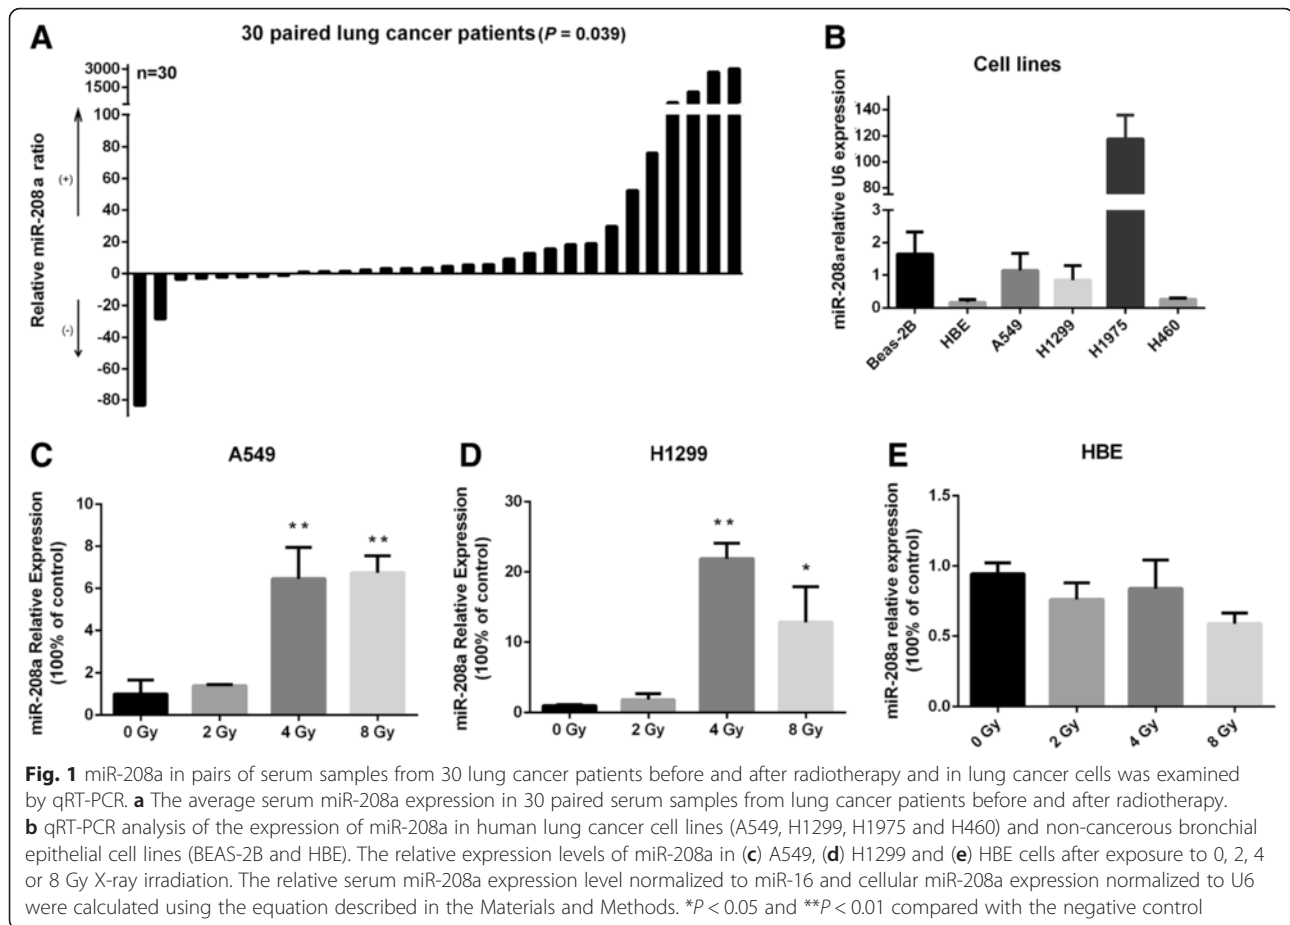 A
30 paired lung cancer patients (P = 0.039)
n=30
Relative miR-208a ratio
(+)
(-)
3000
1500
100
80
60
40
20
0
-20
-40
-60
-80
B
Cell lines
miR-208a relative U6 expression
140
120
100
80
3
2
1
0
Beas-2B
HBE
A549
H1299
H1975
H460
C
A549
miR-208a Relative Expression
(100% of control)
10
8
6
4
2
0
**
**
0 Gy
2 Gy
4 Gy
8 Gy
D
H1299
miR-208a Relative Expression
(100% of control)
30
20
10
0
**
*
0 Gy
2 Gy
4 Gy
8 Gy
E
HBE
miR-208a relative expression
(100% of control)
1.5
1.0
0.5
0.0
0 Gy
2 Gy
4 Gy
8 Gy
Fig. 1 miR-208a in pairs of serum samples from 30 lung cancer patients before and after radiotherapy and in lung cancer cells was examined
by qRT-PCR. a The average serum miR-208a expression in 30 paired serum samples from lung cancer patients before and after radiotherapy.
b qRT-PCR analysis of the expression of miR-208a in human lung cancer cell lines (A549, H1299, H1975 and H460) and non-cancerous bronchial
epithelial cell lines (BEAS-2B and HBE). The relative expression levels of miR-208a in (c) A549, (d) H1299 and (e) HBE cells after exposure to 0, 2, 4
or 8 Gy X-ray irradiation. The relative serum miR-208a expression level normalized to miR-16 and cellular miR-208a expression normalized to U6
were calculated using the equation described in the Materials and Methods. *P < 0.05 and **P < 0.01 compared with the negative control